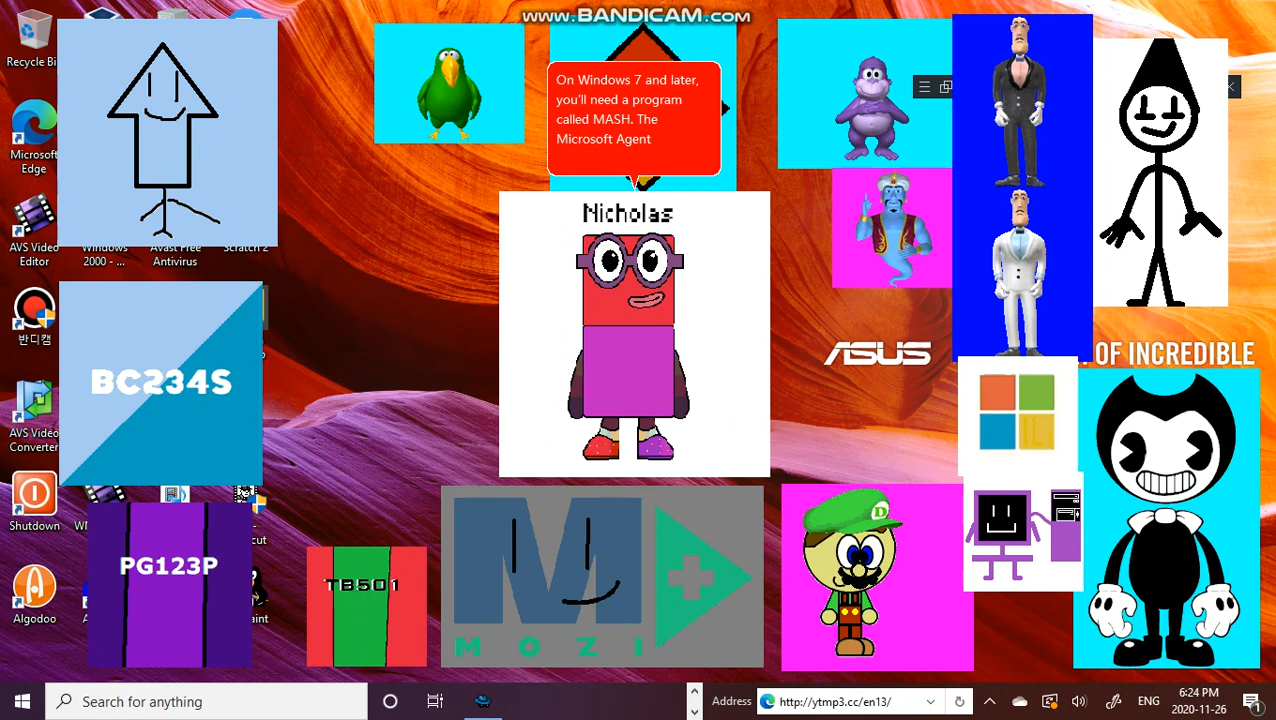 www.BANDICAM.com
Recycle Bin
Microsoft
Edge
AVS Video
Editor
Windows
2000 - ...
Avast Free
Antivirus
Scratch 2
반디캠
AVS Video
Converter
Shutdown
Algodoo
On Windows 7 and later,
you'll need a program
called MASH. The
Microsoft Agent
Nicholas
BC234S
PG123P
TB501
MOZI
ASUS
OF INCREDIBLE
D
Search for anything
Address
http://ytmp3.cc/en13/
ENG
6:24 PM
2020-11-26
1